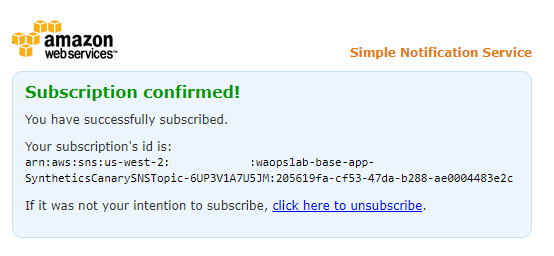 amazon
web services™
Simple Notification Service
Subscription confirmed!
You have successfully subscribed.
Your subscription's id is:
arn:aws:sns:us-west-2: :waopslab-base-app-
SyntheticsCanarySNSTopic-6UP3V1A7U5JM:205619fa-cf53-47da-b288-ae0004483e2c
If it was not your intention to subscribe, click here to unsubscribe.